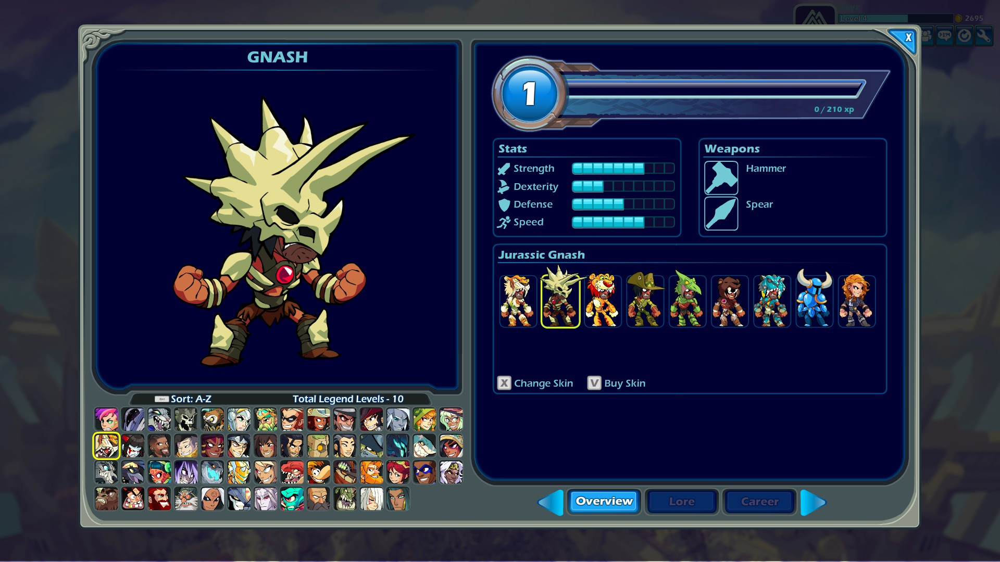 Level 4
2695
X
GNASH
1
0 / 210 xp
Stats
Strength
Dexterity
Defense
Speed
Weapons
Hammer
Spear
Jurassic Gnash
X Change Skin
V Buy Skin
Ent Sort: A-Z
Total Legend Levels - 10
Overview
Lore
Career